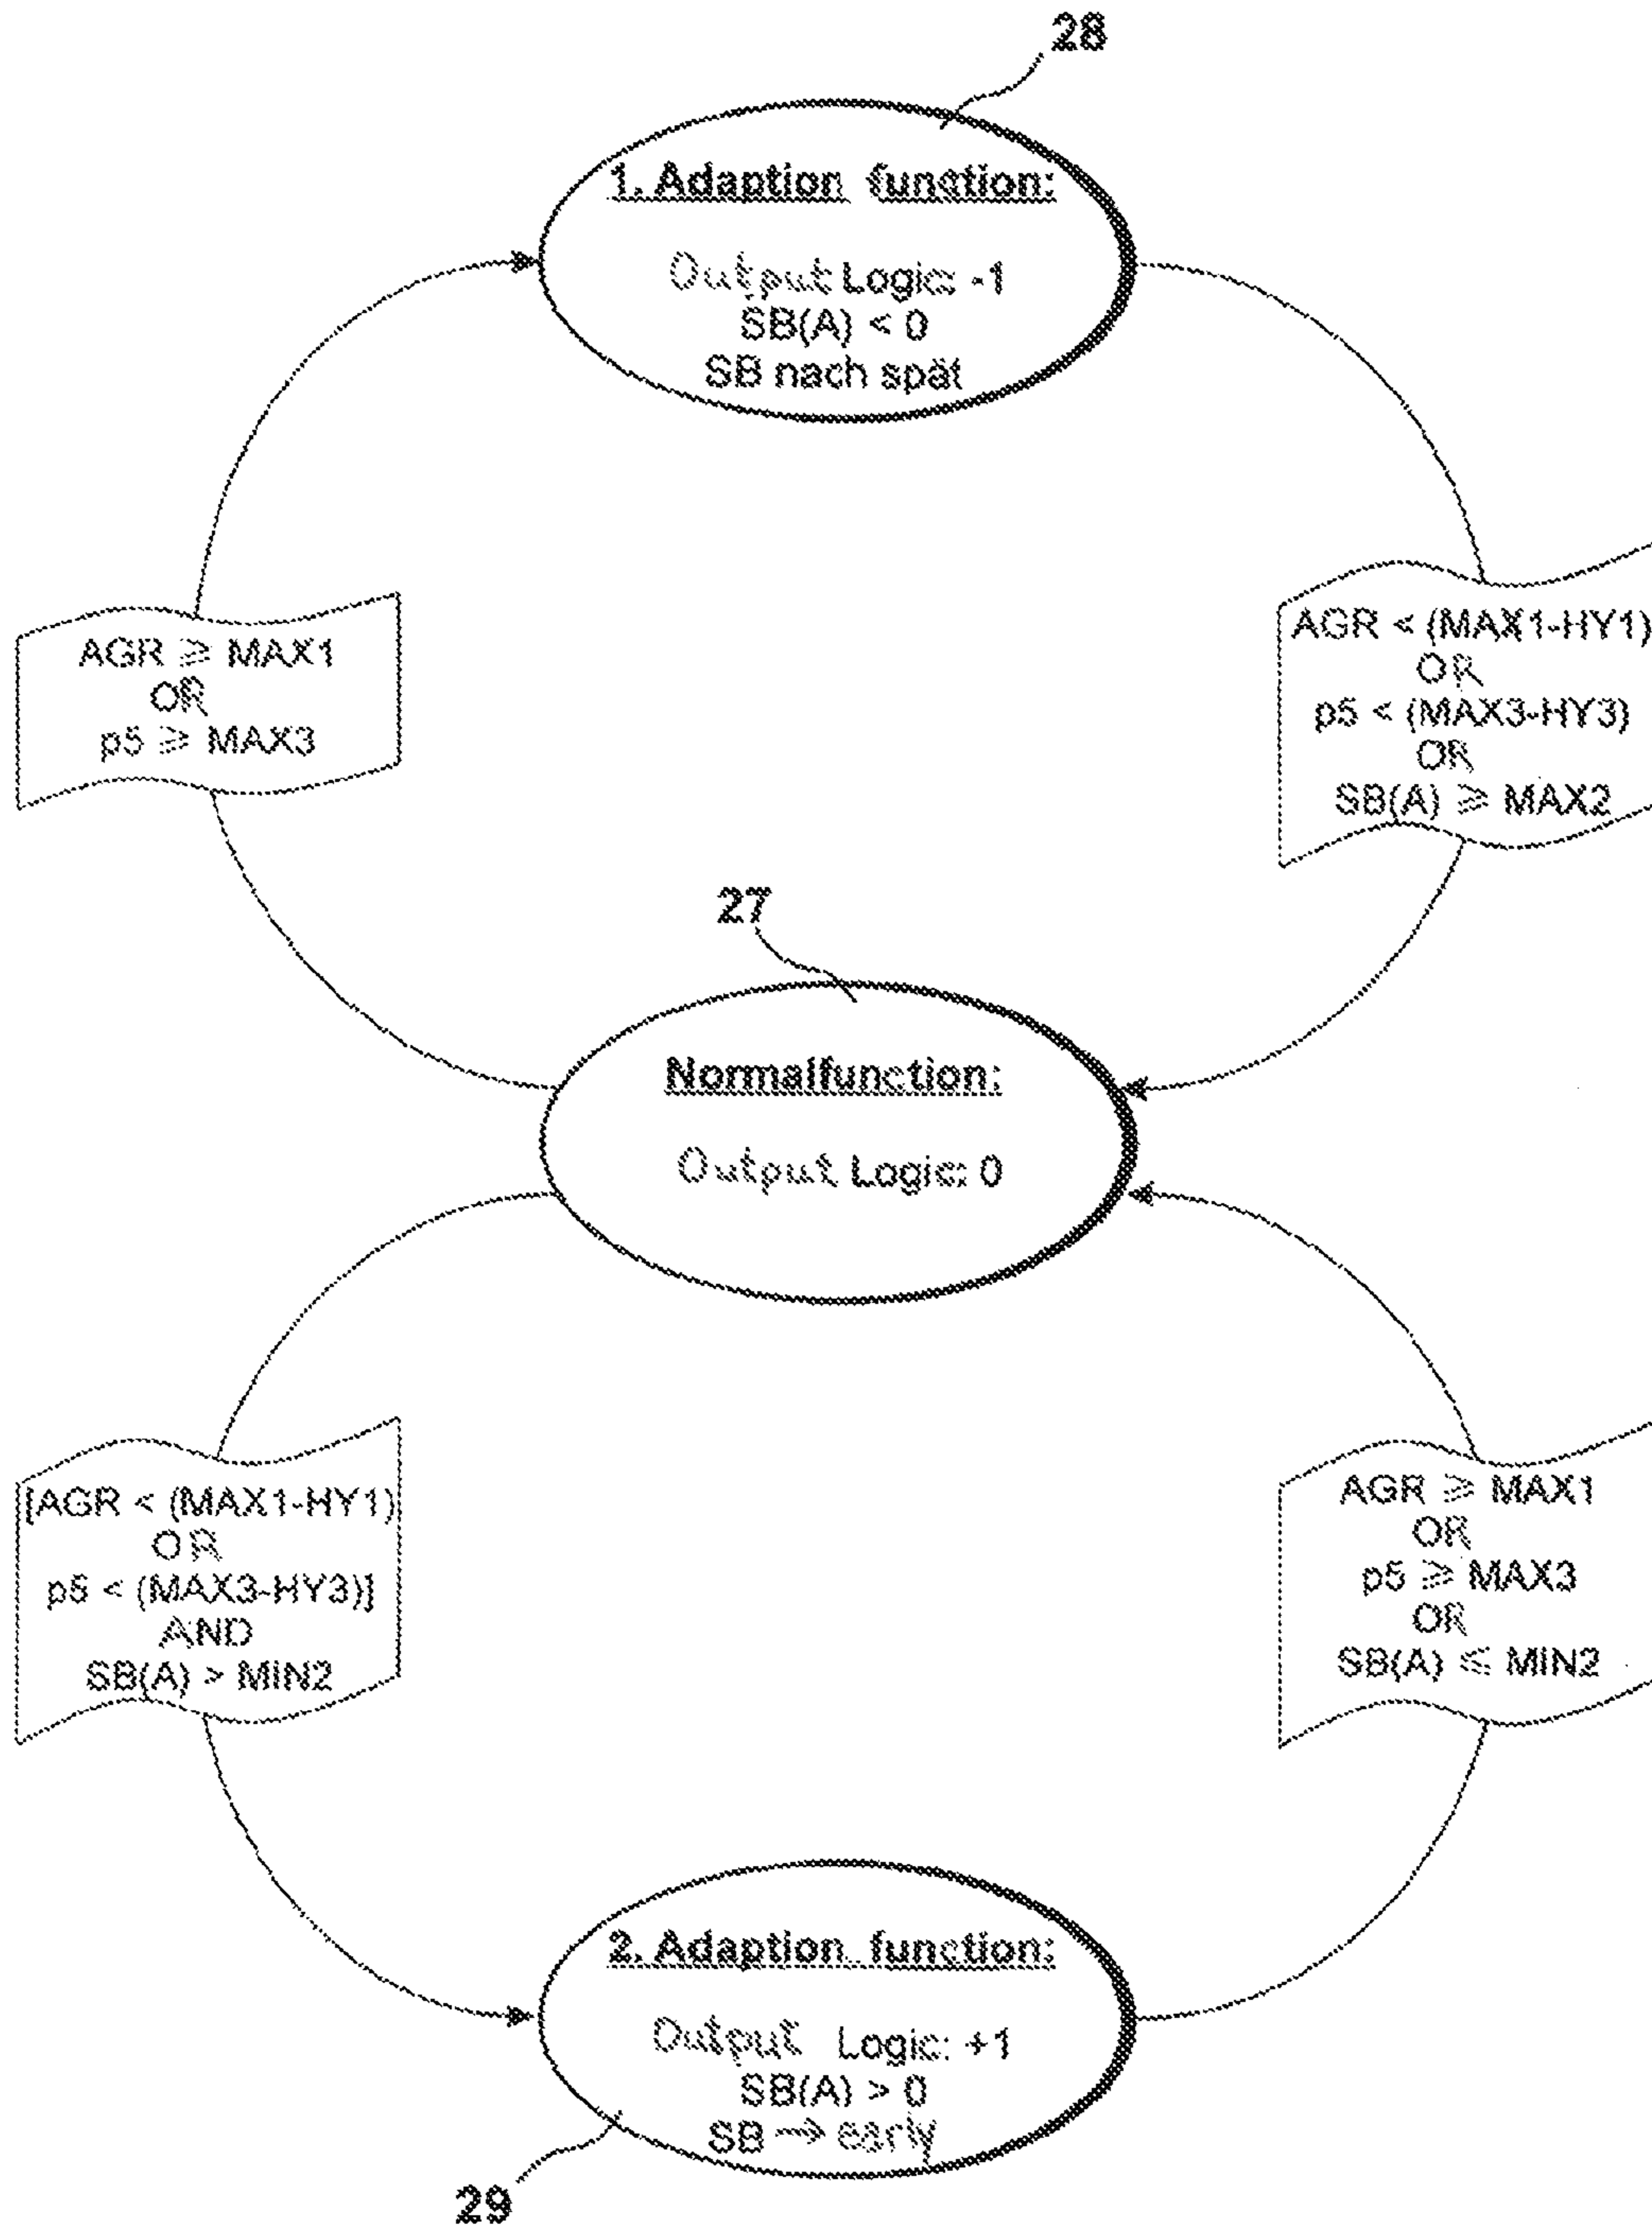 28
1. Adaption function:
Output Logic: -1
SB(A) < 0
SB nach spät
AGR ≥ MAX1
OR
p5 ≥ MAX3
AGR < (MAX1-HY1)
OR
p5 < (MAX3-HY3)
OR
SB(A) ≥ MAX2
27
Normalfunction:
Output Logic: 0
[AGR < (MAX1-HY1)
OR
p5 < (MAX3-HY3)]
AND
SB(A) > MIN2
AGR ≥ MAX1
OR
p5 ≥ MAX3
OR
SB(A) ≤ MIN2
2. Adaption function:
Output Logic: +1
SB(A) > 0
SB → early
29